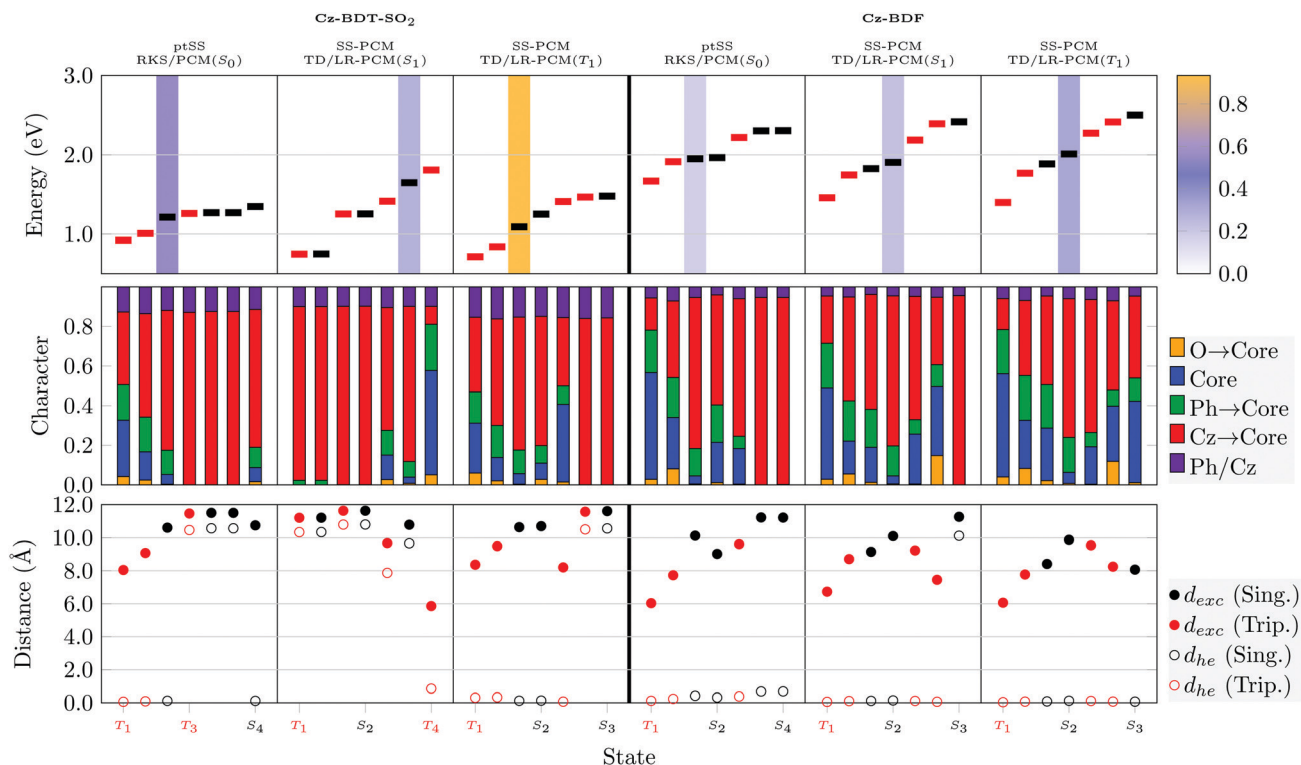 Cz-BDT-SO₂ Cz-BDF
ptSS SS-PCM SS-PCM ptSS SS-PCM SS-PCM
RKS/PCM(S₀) TD/LR-PCM(S₁) TD/LR-PCM(T₁) RKS/PCM(S₀) TD/LR-PCM(S₁) TD/LR-PCM(T₁)
Energy (eV)
3.0
2.0
1.0
0.8
0.6
0.4
0.2
0.0
Character
0.8
0.6
0.4
0.2
0.0
O→Core
Core
Ph→Core
Cz→Core
Ph/Cz
Distance (Å)
12.0
10.0
8.0
6.0
4.0
2.0
0.0
d_exc (Sing.)
d_exc (Trip.)
d_he (Sing.)
d_he (Trip.)
T₁ T₃ S₄ T₁ S₂ T₄ T₁ S₂ S₃ T₁ S₂ S₄ T₁ S₂ S₃ T₁ S₂ S₃
State